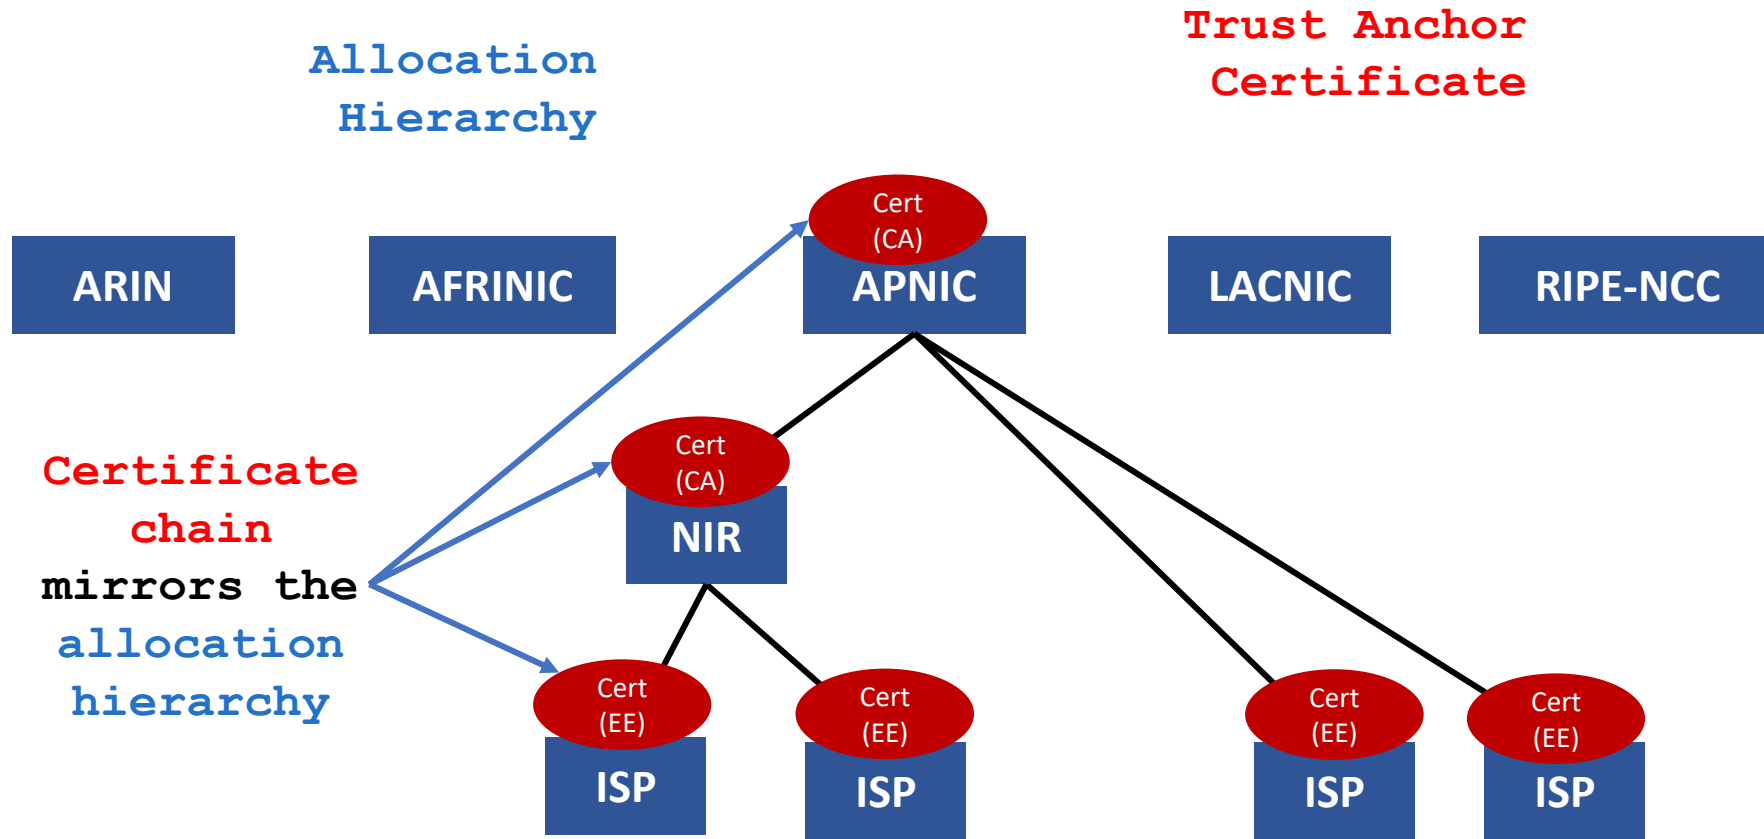 Trust Anchor
Certificate
Allocation
Hierarchy
Cert
(CA)
ARIN
AFRINIC
APNIC
LACNIC
RIPE-NCC
Cert
(CA)
NIR
Certificate
chain
mirrors the
allocation
hierarchy
Cert
(EE)
ISP
Cert
(EE)
ISP
Cert
(EE)
ISP
Cert
(EE)
ISP